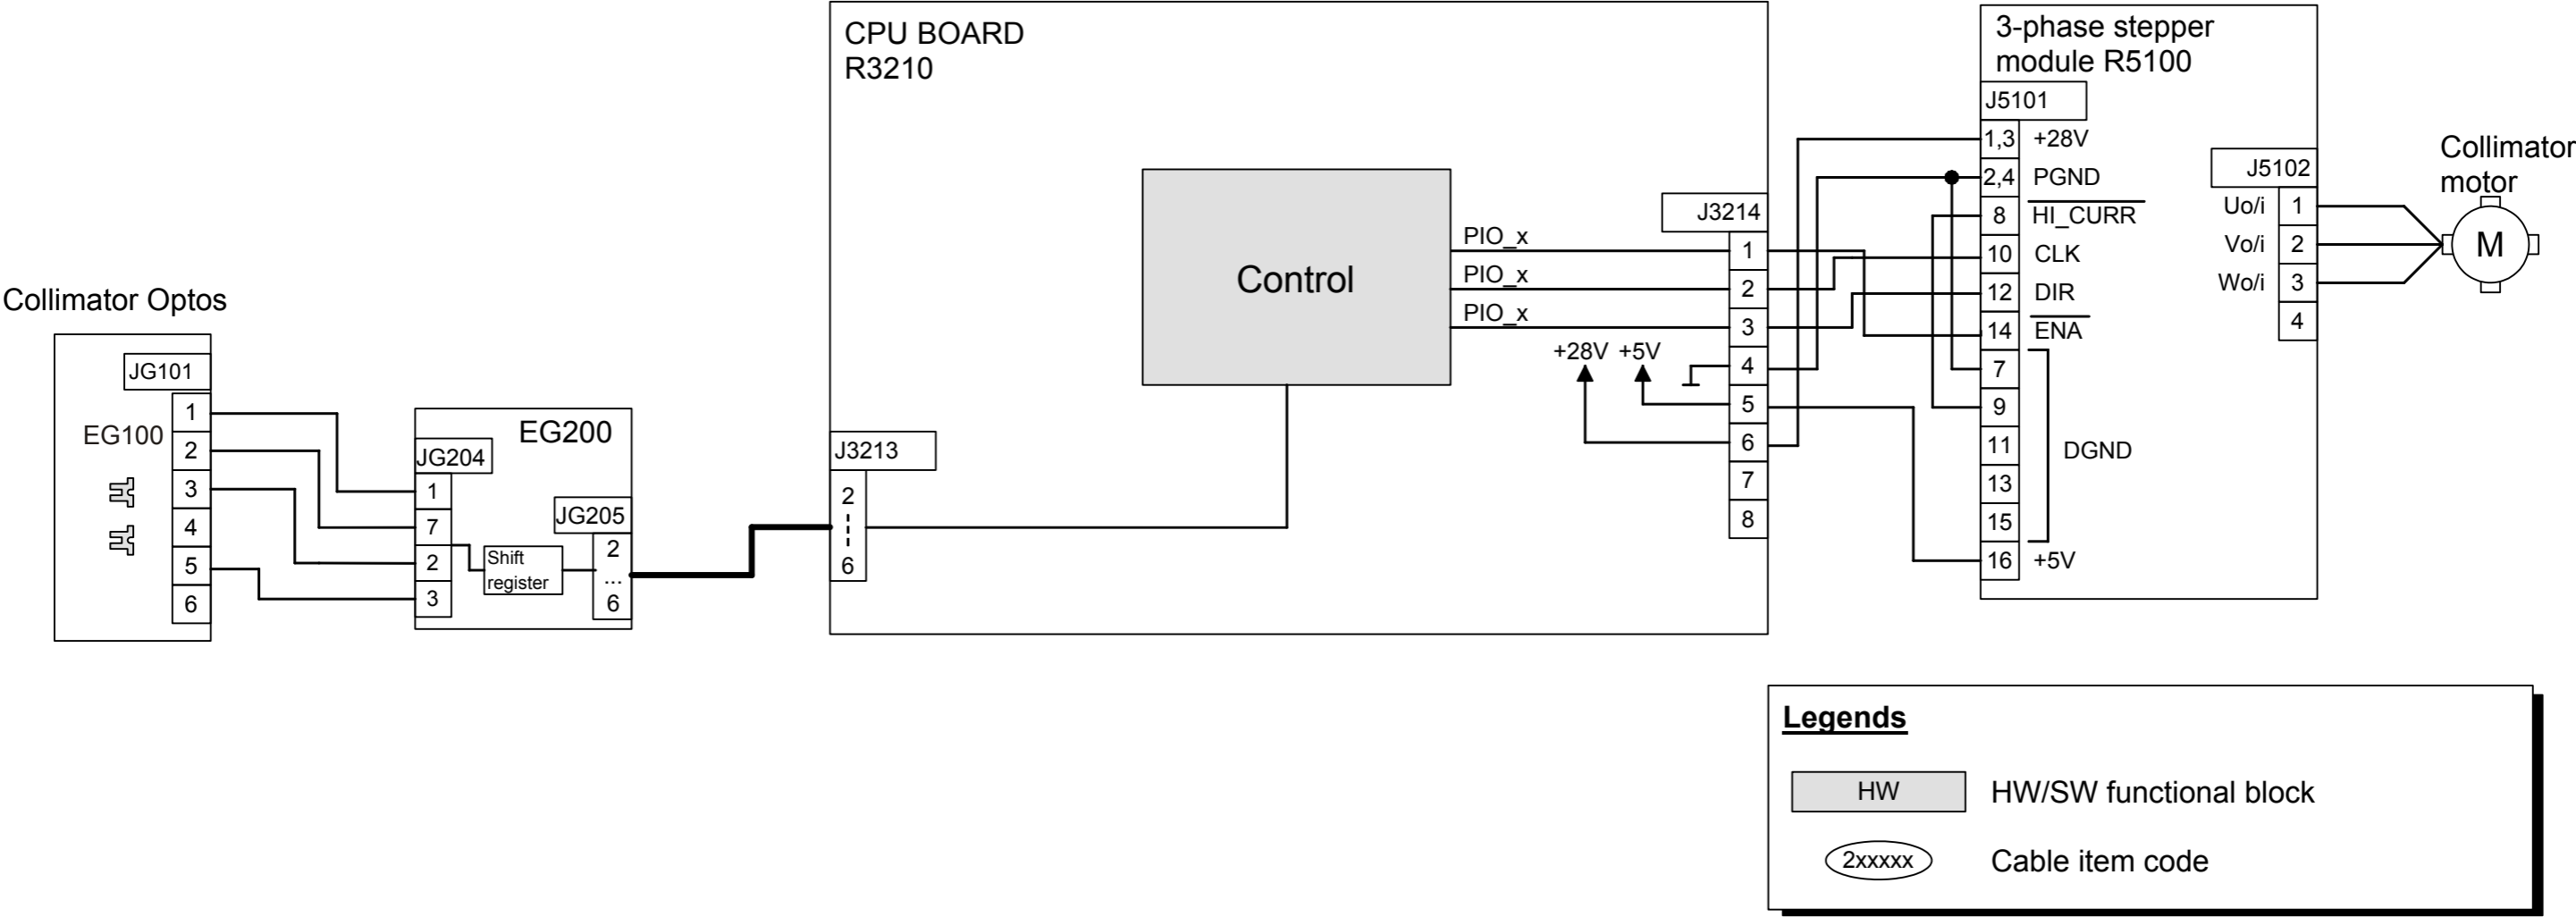 CPU BOARD
R3210
3-phase stepper
module R5100
J5101
1,3 +28V
2,4 PGND
8 HI_CURR
10 CLK
12 DIR
14 ENA
7
9
11
13
15
DGND
16 +5V
J5102
Uo/i 1
Vo/i 2
Wo/i 3
4
Collimator
motor
M
Control
PIO_x
PIO_x
PIO_x
J3214
1
2
3
4
5
6
7
8
+28V +5V
J3213
2
6
Collimator Optos
JG101
EG100
1
2
3
4
5
6
EG200
JG204
1
7
2
3
Shift
register
JG205
2
...
6
Legends
HW HW/SW functional block
2xxxxx Cable item code